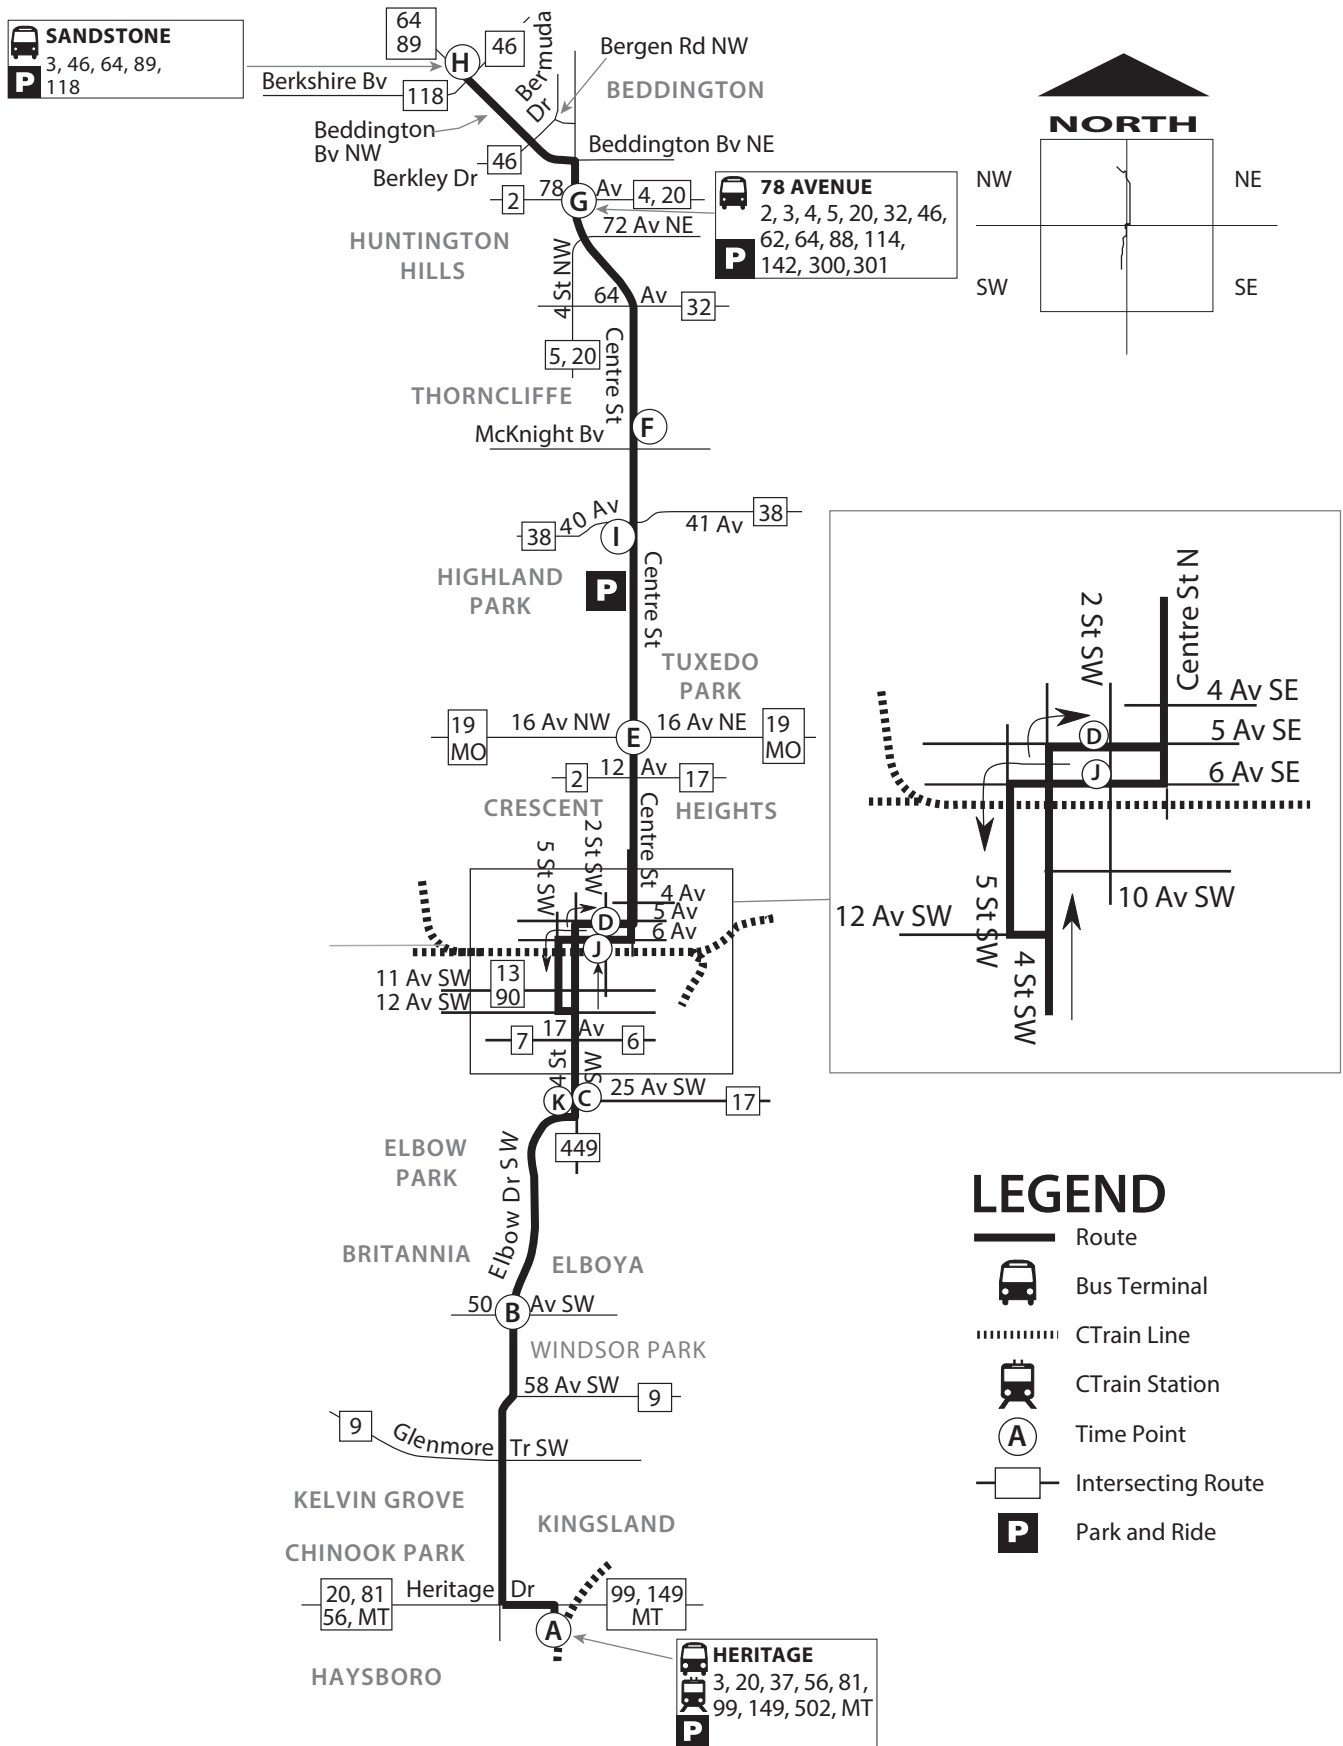 SANDSTONE
3, 46, 64, 89,
118
P
64
89
H
46
Bermuda
Dr
Bergen Rd NW
BEDDINGTON
Berkshire Bv
118
Beddington
Bv NW
46
Beddington Bv NE
Berkley Dr
2
78
G
Av
4, 20
72 Av NE
78 AVENUE
2, 3, 4, 5, 20, 32, 46,
62, 64, 88, 114,
142, 300,301
P
NORTH
NW
NE
SW
SE
HUNTINGTON
HILLS
4 St NW
64 Av
32
5, 20
Centre St
THORNCLIFFE
F
McKnight Bv
38
40 Av
I
41 Av
38
HIGHLAND
PARK
P
Centre St
TUXEDO
PARK
19
MO
16 Av NW
E
16 Av NE
19
MO
2
12 Av
17
CRESCENT
HEIGHTS
Centre St
2 St SW
5 St SW
4 Av
5 Av
6 Av
D
J
11 Av SW
12 Av SW
13
90
17 Av
7
6
4 St
SW
K
C
25 Av SW
17
449
2 St SW
Centre St N
4 Av SE
5 Av SE
6 Av SE
D
J
10 Av SW
12 Av SW
5 St SW
4 St SW
ELBOW
PARK
Elbow Dr S W
BRITANNIA
ELBOYA
50
B
Av SW
WINDSOR PARK
58 Av SW
9
9
Glenmore Tr SW
KELVIN GROVE
KINGSLAND
CHINOOK PARK
20, 81
56, MT
Heritage Dr
99, 149
MT
A
HAYSBORO
HERITAGE
3, 20, 37, 56, 81,
99, 149, 502, MT
P
LEGEND
Route
Bus Terminal
CTrain Line
CTrain Station
A
Time Point
Intersecting Route
P
Park and Ride